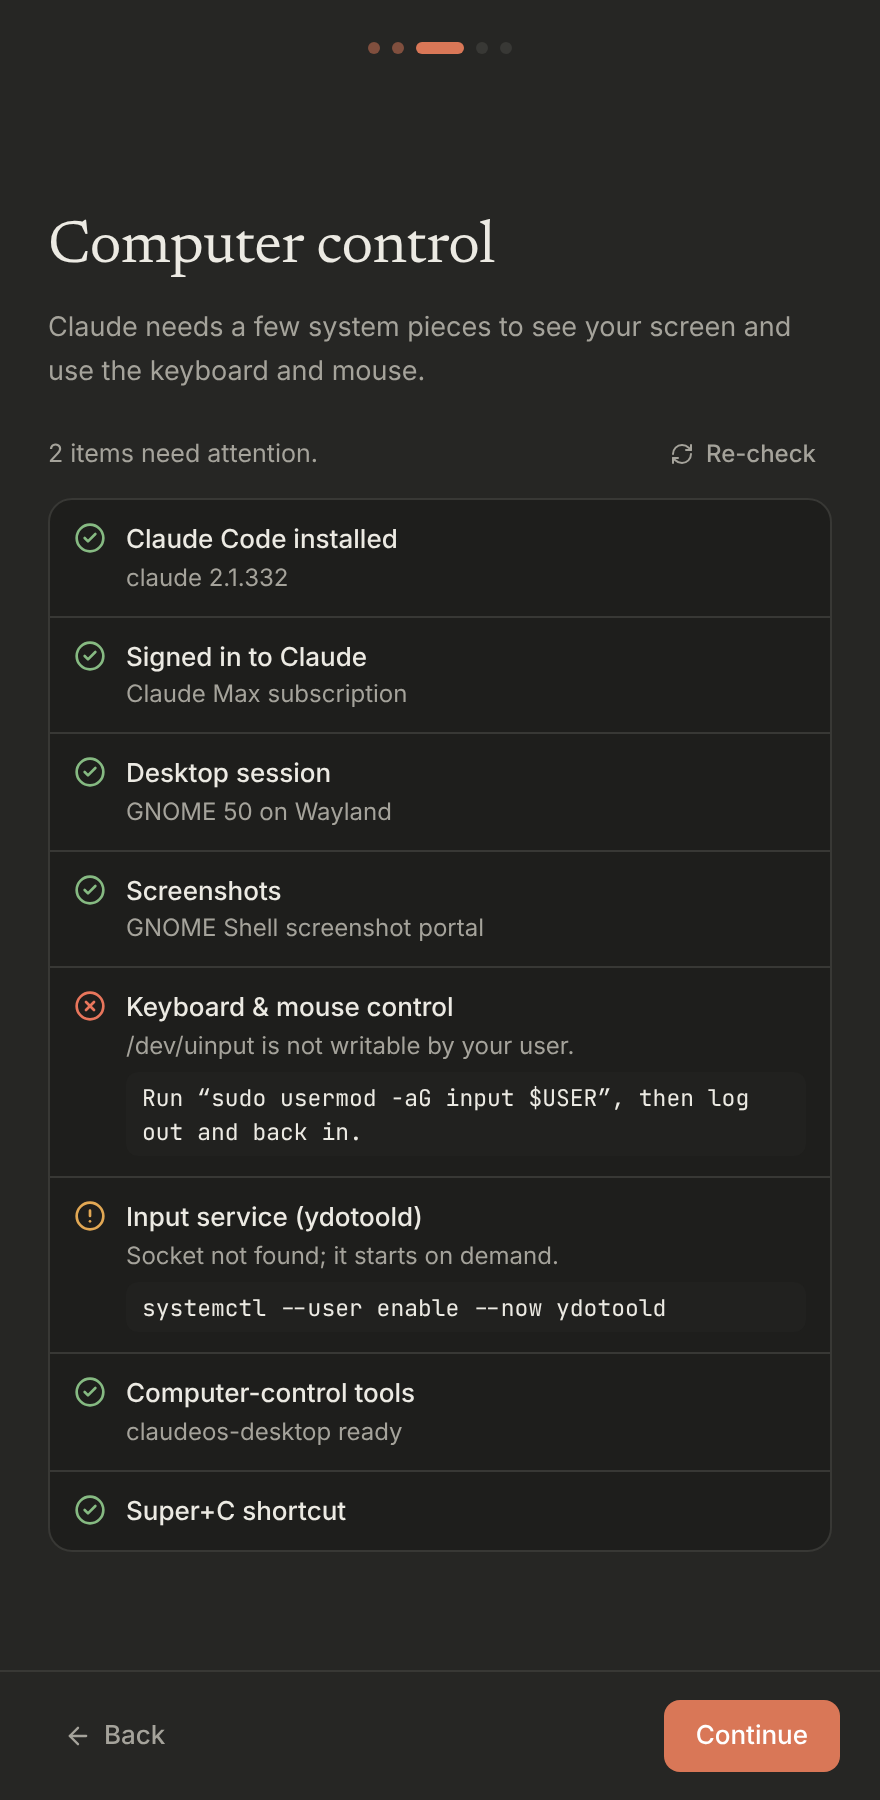 Computer control
Claude needs a few system pieces to see your screen and
use the keyboard and mouse.
2 items need attention.
Re-check
Claude Code installed
claude 2.1.332
Signed in to Claude
Claude Max subscription
Desktop session
GNOME 50 on Wayland
Screenshots
GNOME Shell screenshot portal
Keyboard & mouse control
/dev/uinput is not writable by your user.
Run “sudo usermod -aG input $USER”, then log
out and back in.
Input service (ydotoold)
Socket not found; it starts on demand.
systemctl --user enable --now ydotoold
Computer-control tools
claudeos-desktop ready
Super+C shortcut
Back
Continue